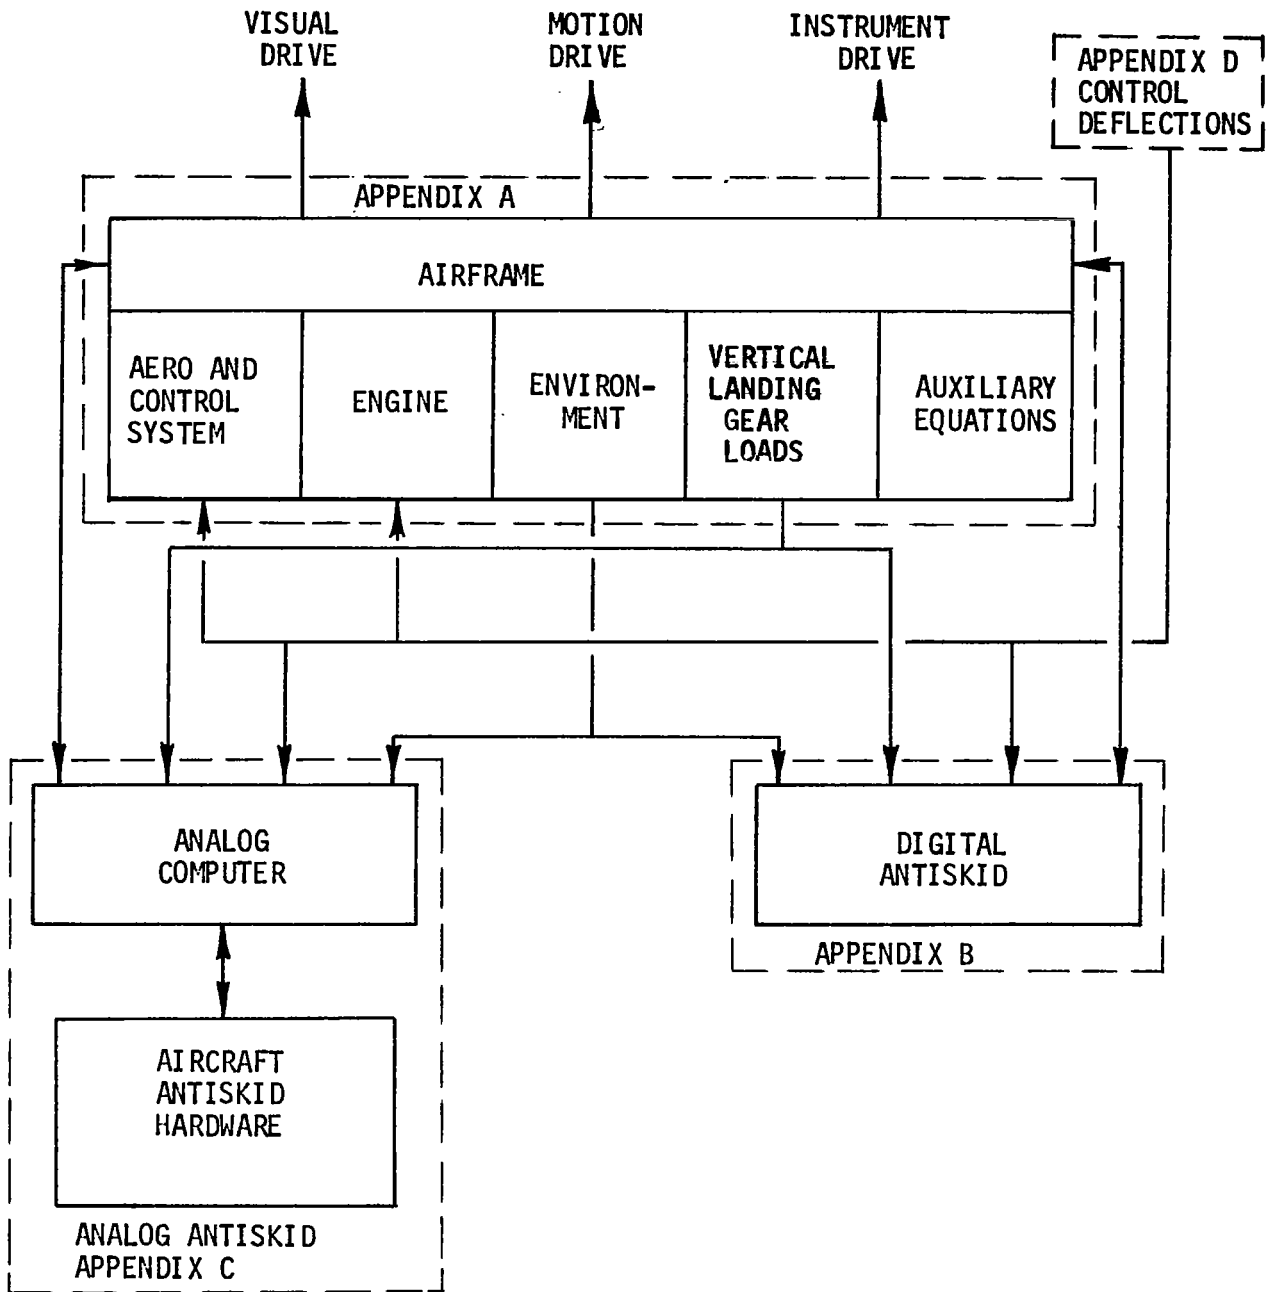 VISUAL
DRIVE
MOTION
DRIVE
INSTRUMENT
DRIVE
APPENDIX D
CONTROL
DEFLECTIONS
APPENDIX A
AIRFRAME
AERO AND
CONTROL
SYSTEM
ENGINE
ENVIRON-
MENT
VERTICAL
LANDING
GEAR
LOADS
AUXILIARY
EQUATIONS
ANALOG
COMPUTER
DIGITAL
ANTISKID
APPENDIX B
AIRCRAFT
ANTISKID
HARDWARE
ANALOG ANTISKID
APPENDIX C